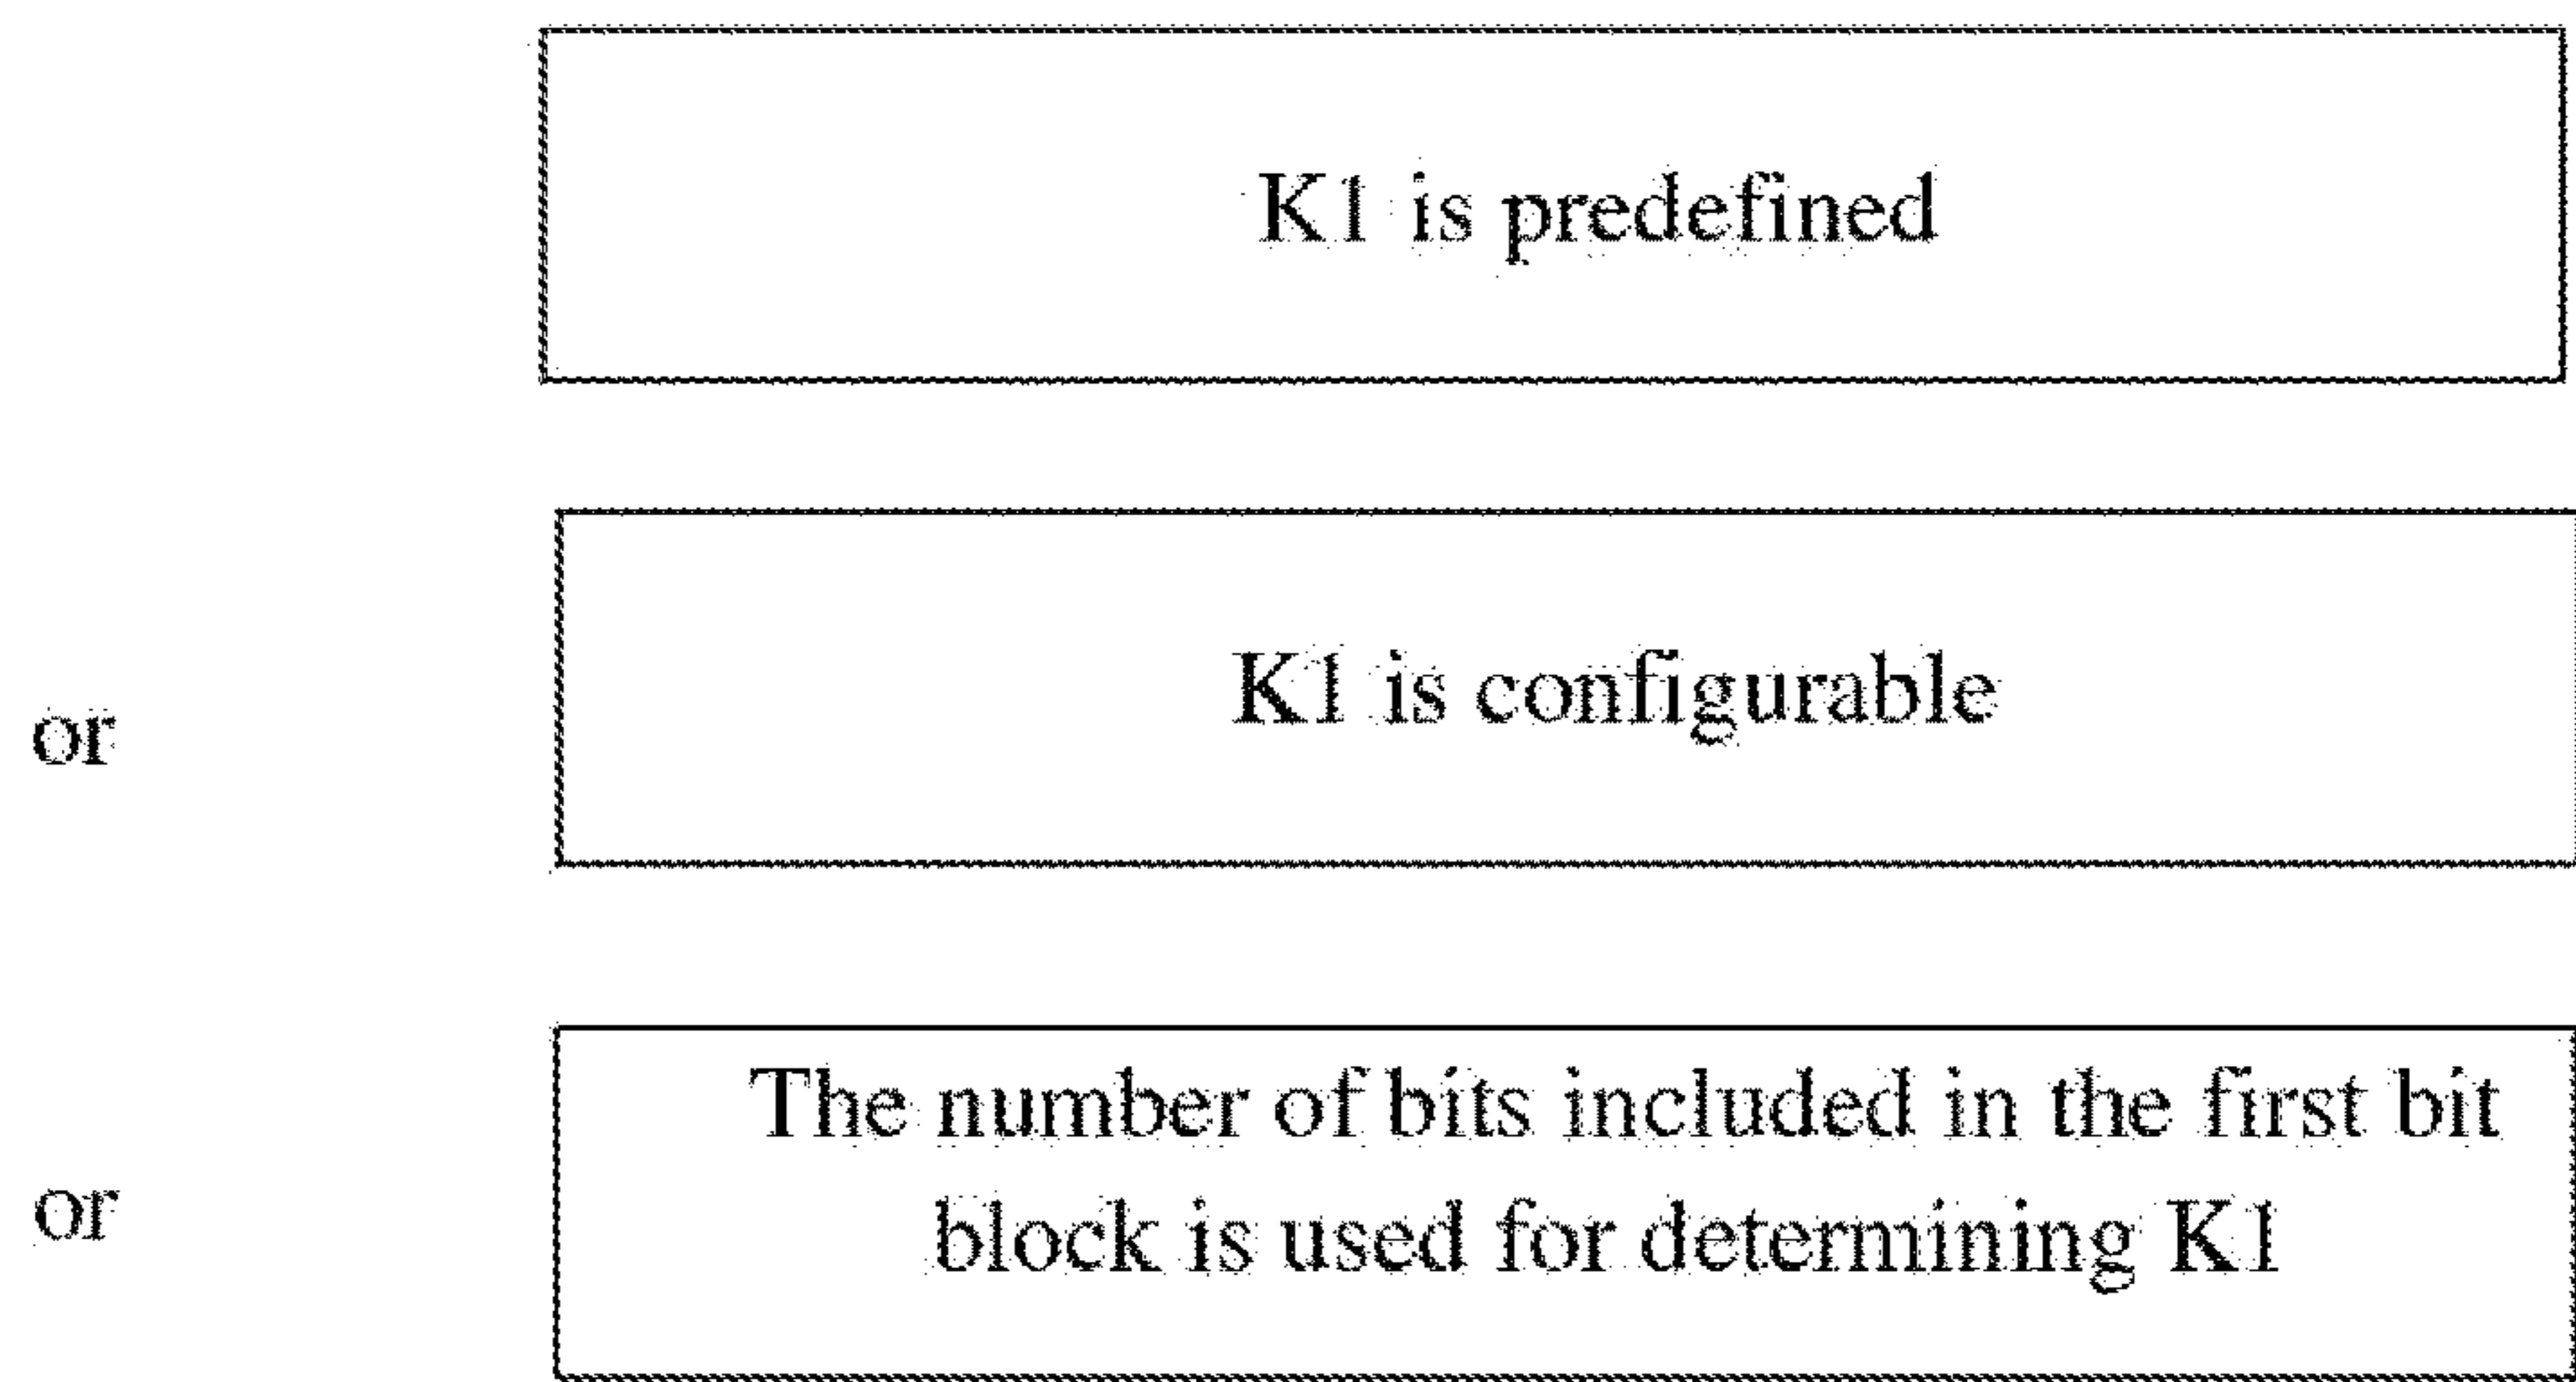 K1 is predefined
or
K1 is configurable
or
The number of bits included in the first bit
block is used for determining K1